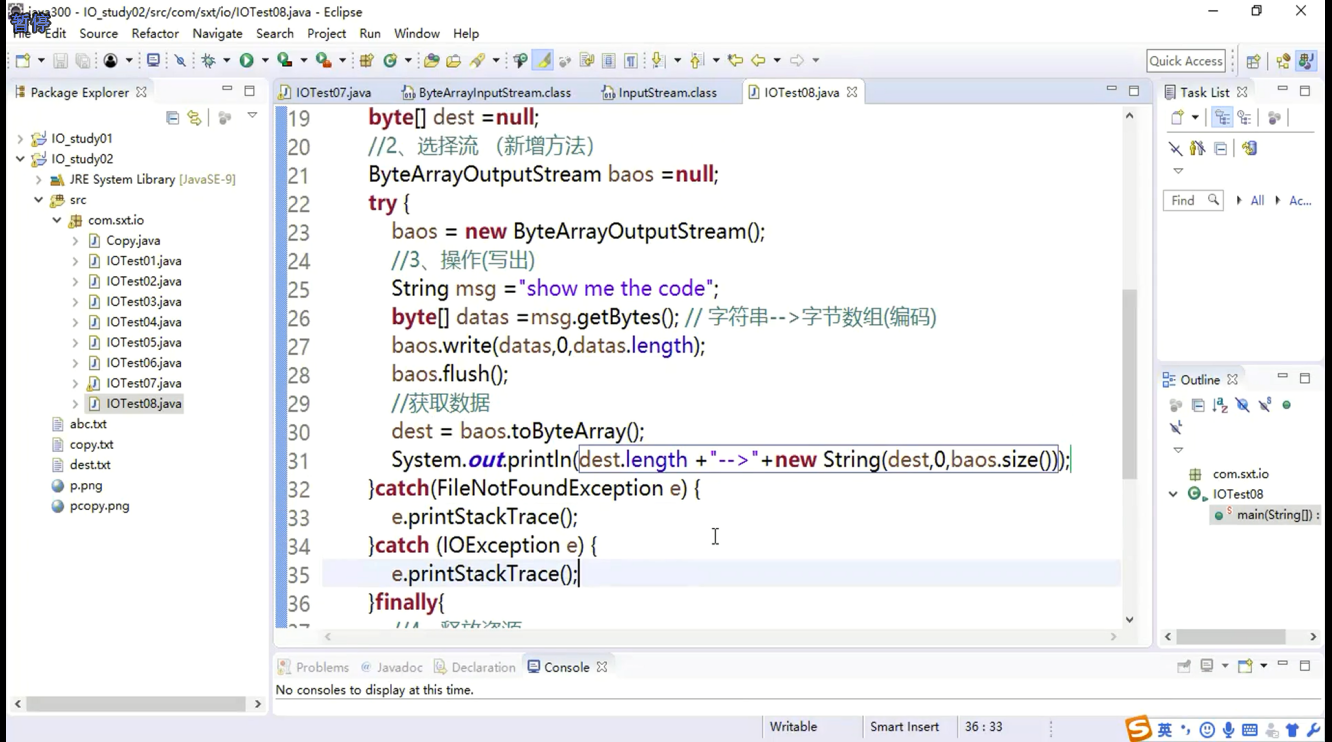 java300 - IO_study02/src/com/sxt/io/IOTest08.java - Eclipse
暂停
File Edit Source Refactor Navigate Search Project Run Window Help
Quick Access
Package Explorer
IO_study01
IO_study02
JRE System Library [JavaSE-9]
src
com.sxt.io
Copy.java
IOTest01.java
IOTest02.java
IOTest03.java
IOTest04.java
IOTest05.java
IOTest06.java
IOTest07.java
IOTest08.java
abc.txt
copy.txt
dest.txt
p.png
pcopy.png
IOTest07.java ByteArrayInputStream.class InputStream.class IOTest08.java
19 byte[] dest =null;
20 //2、选择流 （新增方法）
21 ByteArrayOutputStream baos =null;
22 try {
23 baos = new ByteArrayOutputStream();
24 //3、操作(写出)
25 String msg ="show me the code";
26 byte[] datas =msg.getBytes(); // 字符串-->字节数组(编码)
27 baos.write(datas,0,datas.length);
28 baos.flush();
29 //获取数据
30 dest = baos.toByteArray();
31 System.out.println(dest.length +"-->"+new String(dest,0,baos.size()));
32 }catch(FileNotFoundException e) {
33 e.printStackTrace();
34 }catch (IOException e) {
35 e.printStackTrace();
36 }finally{
37 //4、释放资源
Task List
Find All Ac...
Outline
com.sxt.io
IOTest08
main(String[]) :
Problems Javadoc Declaration Console
No consoles to display at this time.
Writable Smart Insert 36 : 33
英